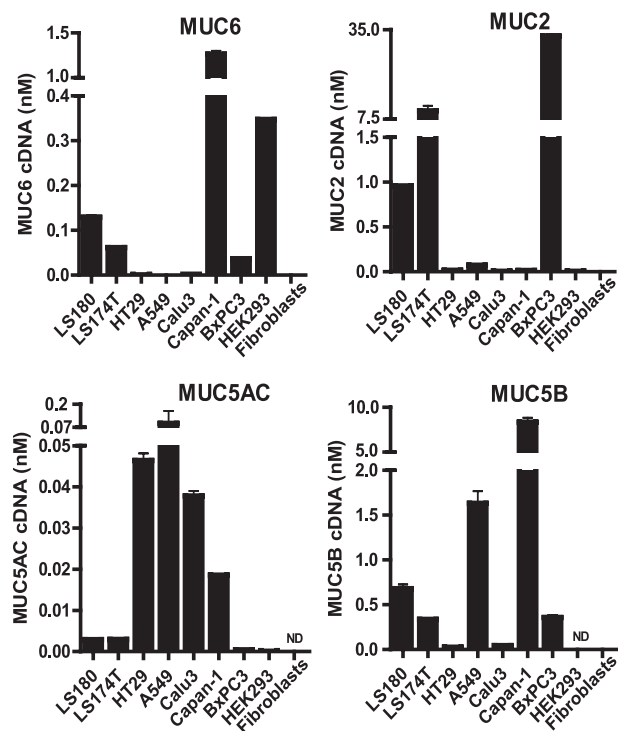 MUC6
MUC6 cDNA (nM)
1.5
1.0
0.4
0.3
0.2
0.1
0.0
LS180
LS174T
HT29
A549
Calu3
Capan-1
BxPC3
HEK293
Fibroblasts
MUC2
MUC2 cDNA (nM)
35.0
7.5
1.5
1.0
0.5
0.0
LS180
LS174T
HT29
A549
Calu3
Capan-1
BxPC3
HEK293
Fibroblasts
MUC5AC
MUC5AC cDNA (nM)
0.2
0.07
0.05
0.04
0.03
0.02
0.01
0.00
ND
LS180
LS174T
HT29
A549
Calu3
Capan-1
BxPC3
HEK293
Fibroblasts
MUC5B
MUC5B cDNA (nM)
10.0
5.0
2.0
1.5
1.0
0.5
0.0
ND
LS180
LS174T
HT29
A549
Calu3
Capan-1
BxPC3
HEK293
Fibroblasts